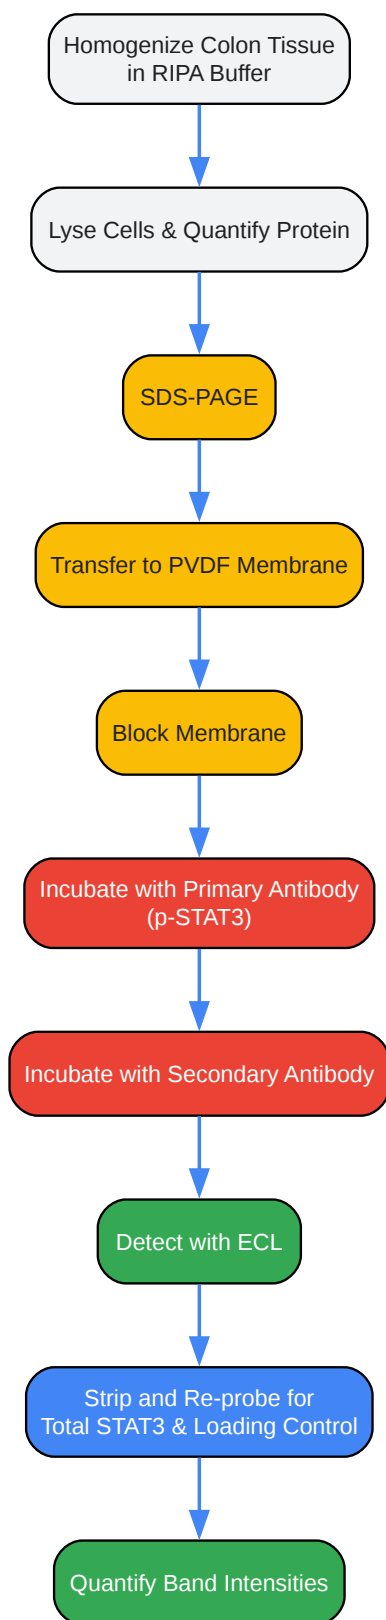 Homogenize Colon Tissue
in RIPA Buffer
Lyse Cells & Quantify Protein
SDS-PAGE
Transfer to PVDF Membrane
Block Membrane
Incubate with Primary Antibody
(p-STAT3)
Incubate with Secondary Antibody
Detect with ECL
Strip and Re-probe for
Total STAT3 & Loading Control
Quantify Band Intensities